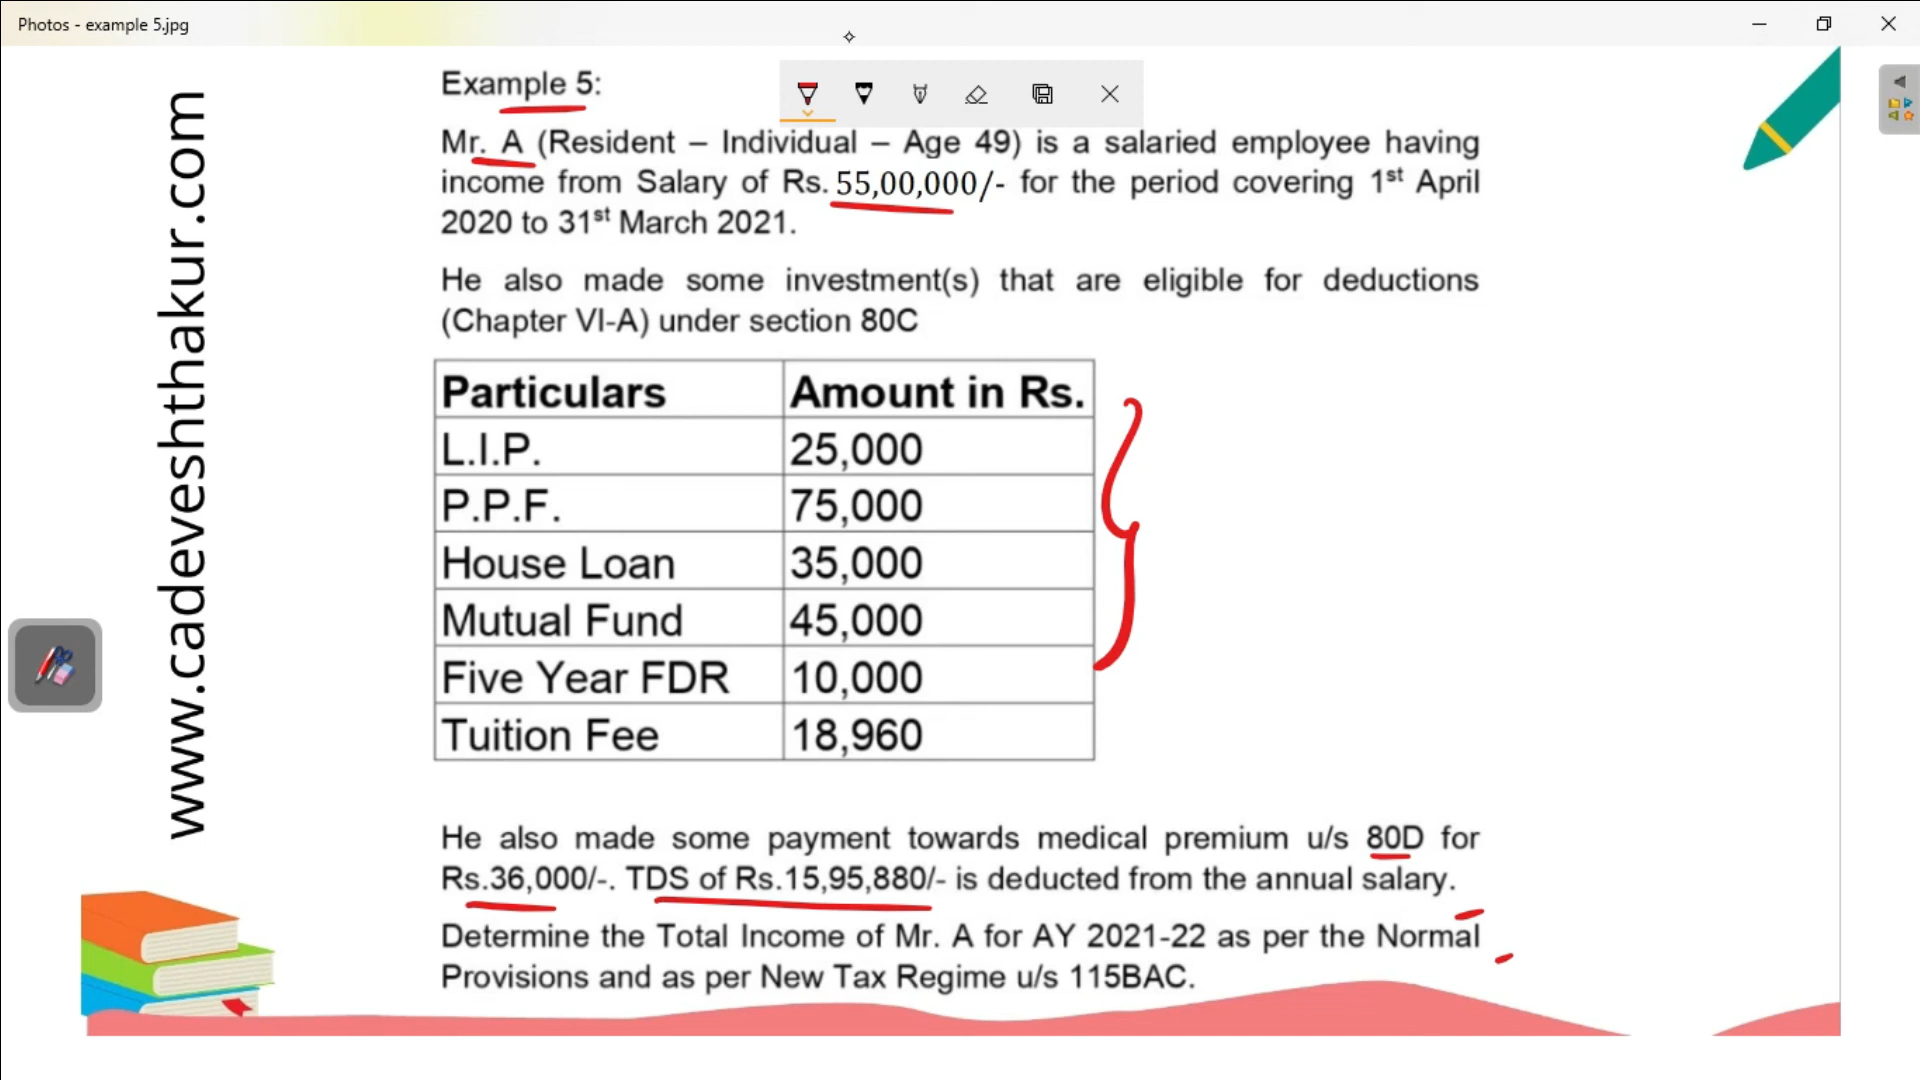 Photos - example 5.jpg
www.cadeveshthakur.com
Example 5:
Mr. A (Resident – Individual – Age 49) is a salaried employee having
income from Salary of Rs. 55,00,000/- for the period covering 1st April
2020 to 31st March 2021.
He also made some investment(s) that are eligible for deductions
(Chapter VI-A) under section 80C
Particulars Amount in Rs.
L.I.P. 25,000
P.P.F. 75,000
House Loan 35,000
Mutual Fund 45,000
Five Year FDR 10,000
Tuition Fee 18,960
He also made some payment towards medical premium u/s 80D for
Rs.36,000/-. TDS of Rs.15,95,880/- is deducted from the annual salary.
Determine the Total Income of Mr. A for AY 2021-22 as per the Normal
Provisions and as per New Tax Regime u/s 115BAC.